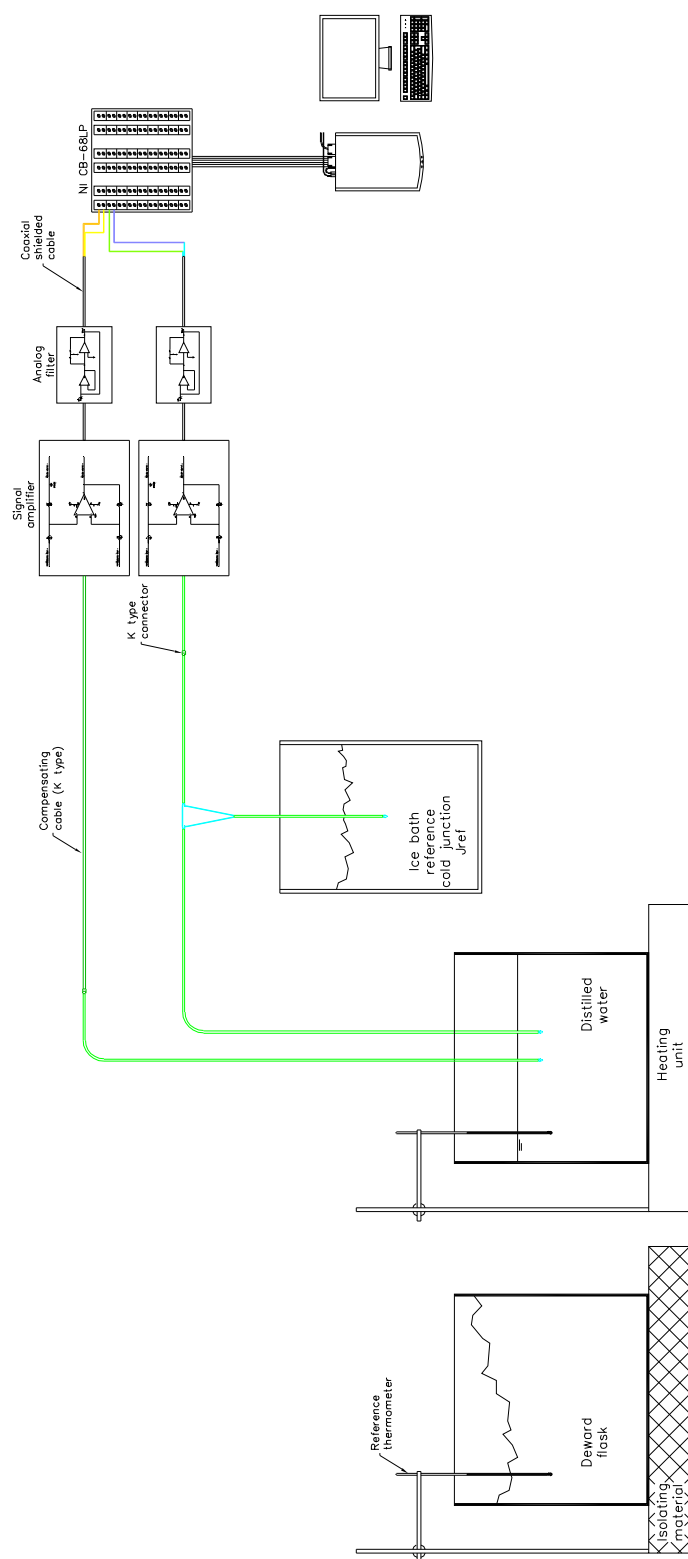 NI CB-68LP
Coaxial
shielded
cable
Analog
filter
Signal
amplifier
K type
connector
Compensating
cable (K type)
Ice bath
reference
cold junction
Jref
Distilled
water
Heating
unit
Reference
thermometer
Deward
flask
Isolating
material